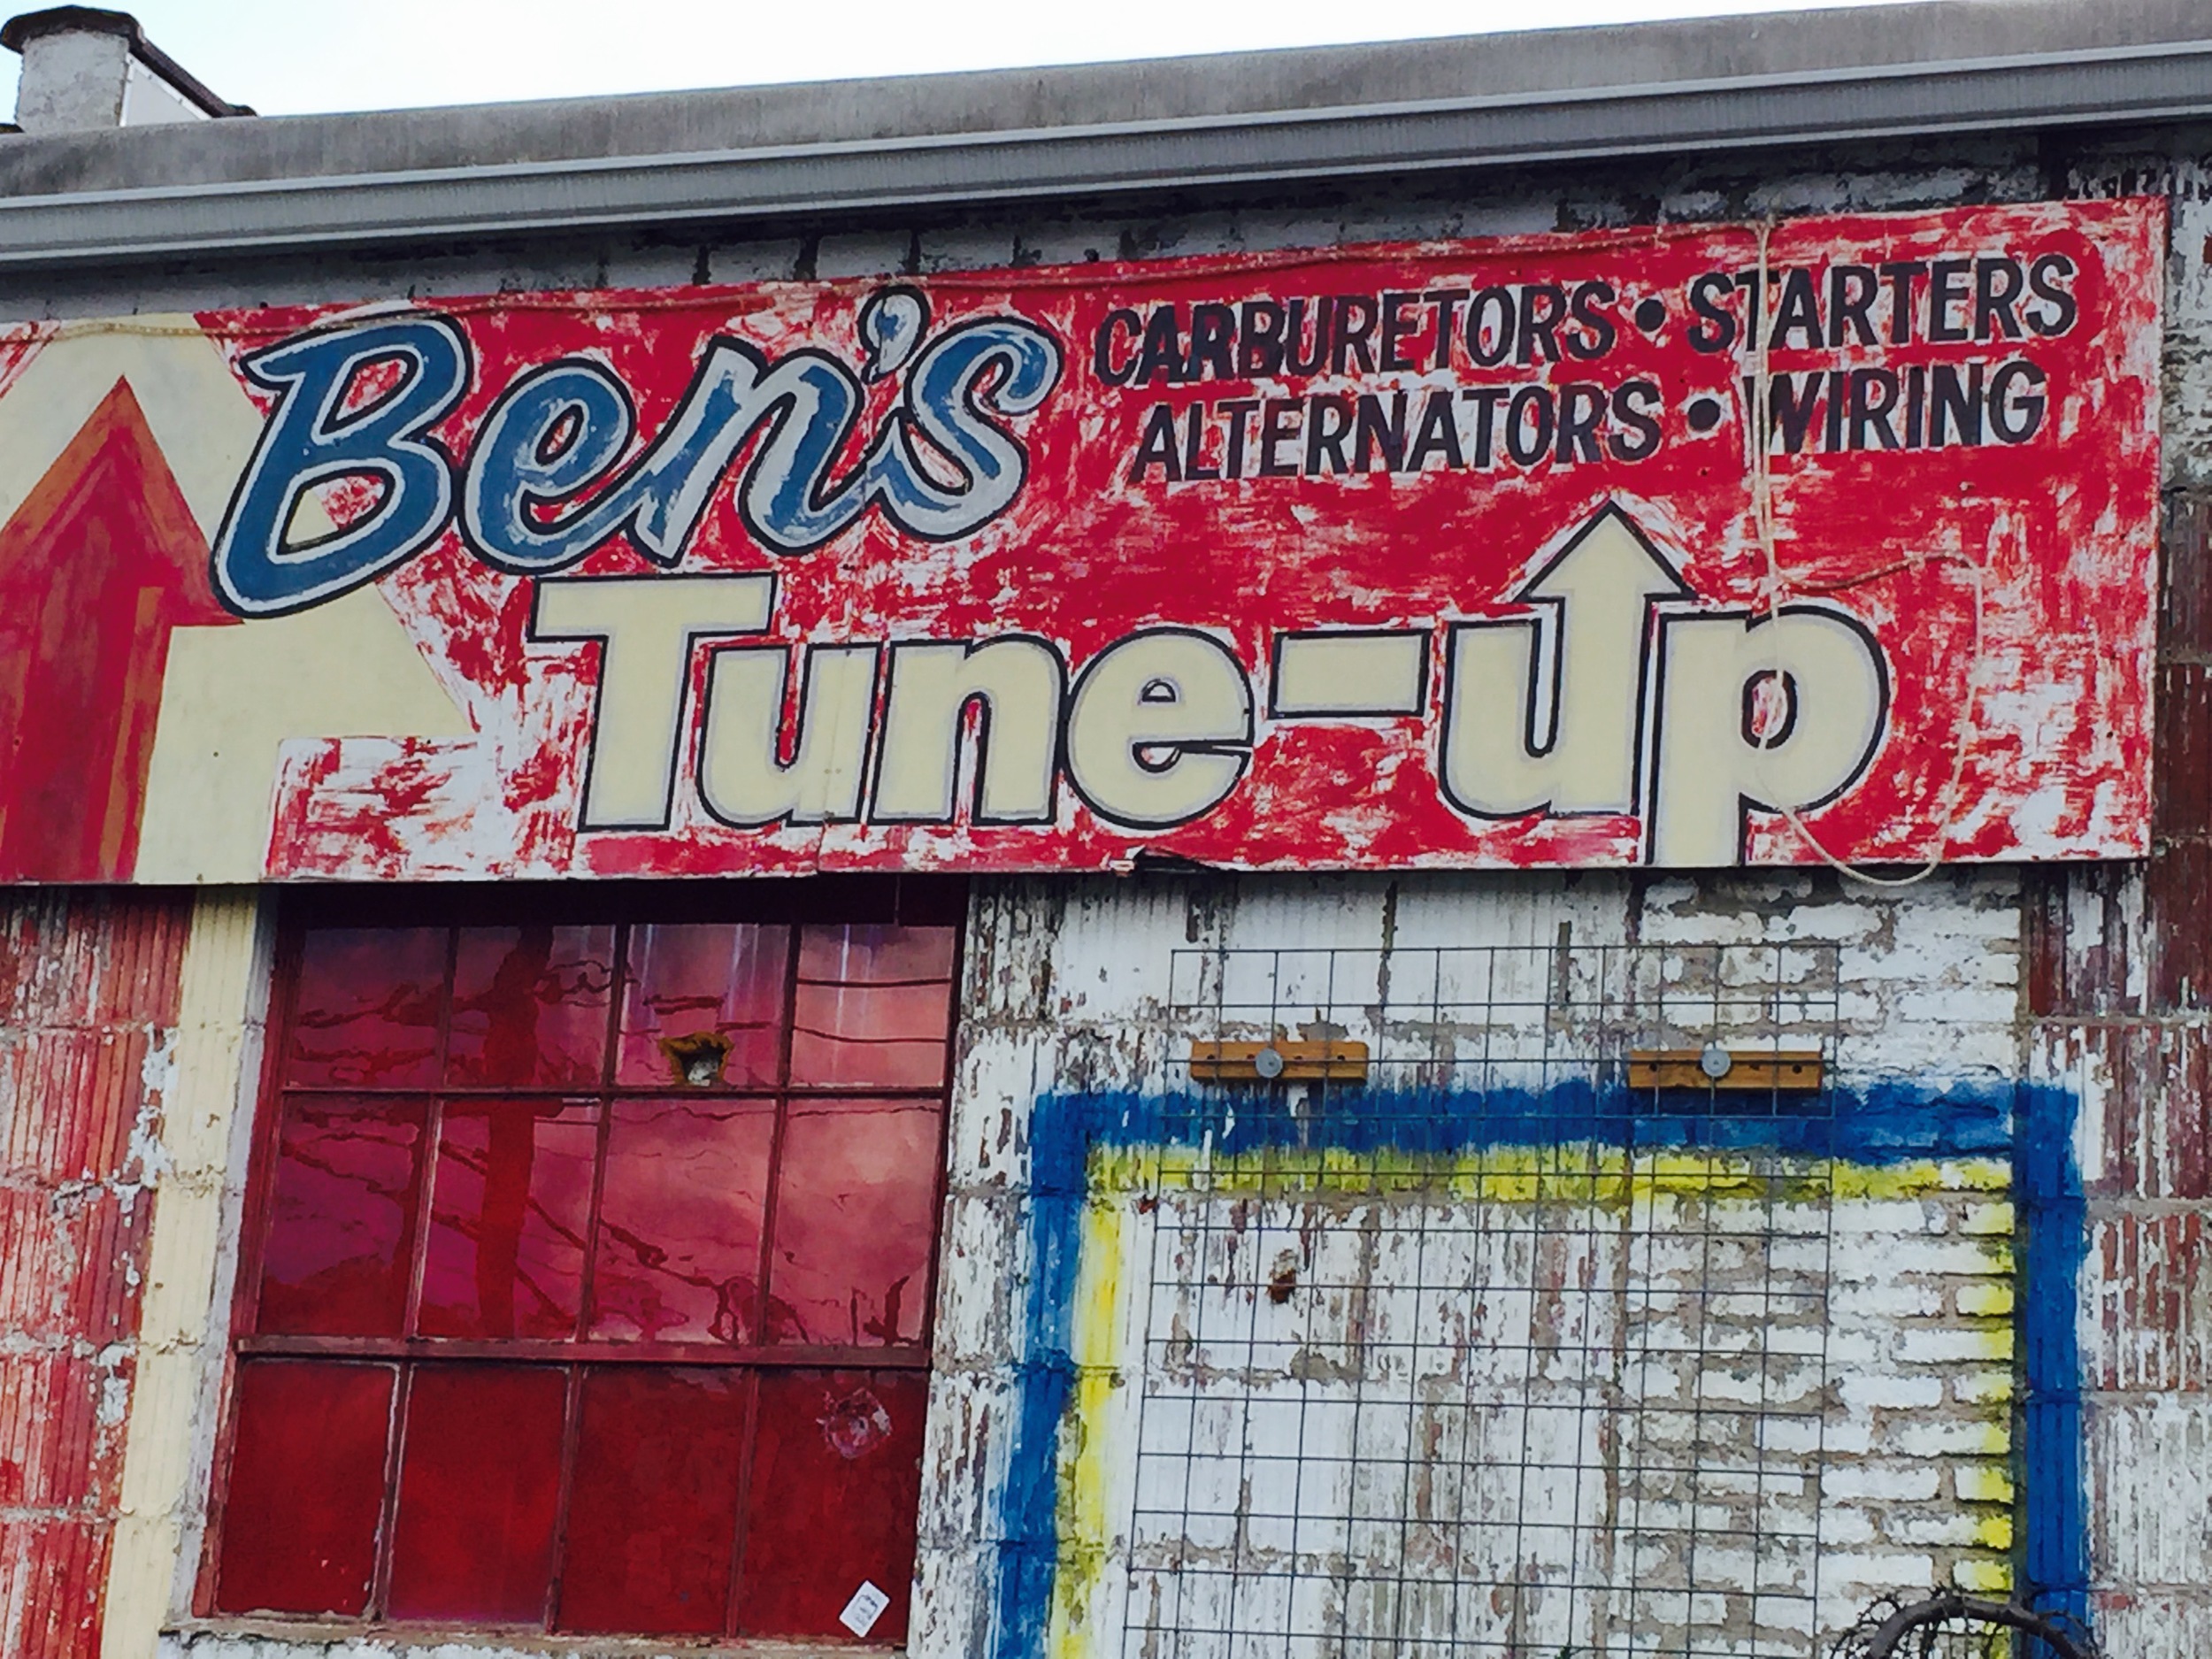 Ben's
CARBURETORS • STARTERS
ALTERNATORS • WIRING
Tune-up